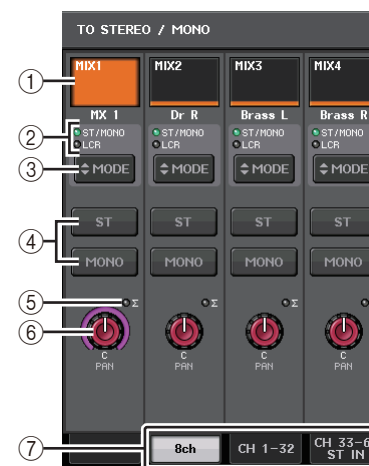 TO STEREO / MONO
① MIX1 MIX2 MIX3 MIX4
MX 1 Dr R Brass L Brass R
② ST/MONO ST/MONO ST/MONO ST/MONO
LCR LCR LCR LCR
③ MODE MODE MODE MODE
④ ST ST ST ST
MONO MONO MONO MONO
⑤ Σ Σ Σ
⑥ C C C C
PAN PAN PAN PAN
⑦ 8ch CH 1-32 CH 33-6
ST IN